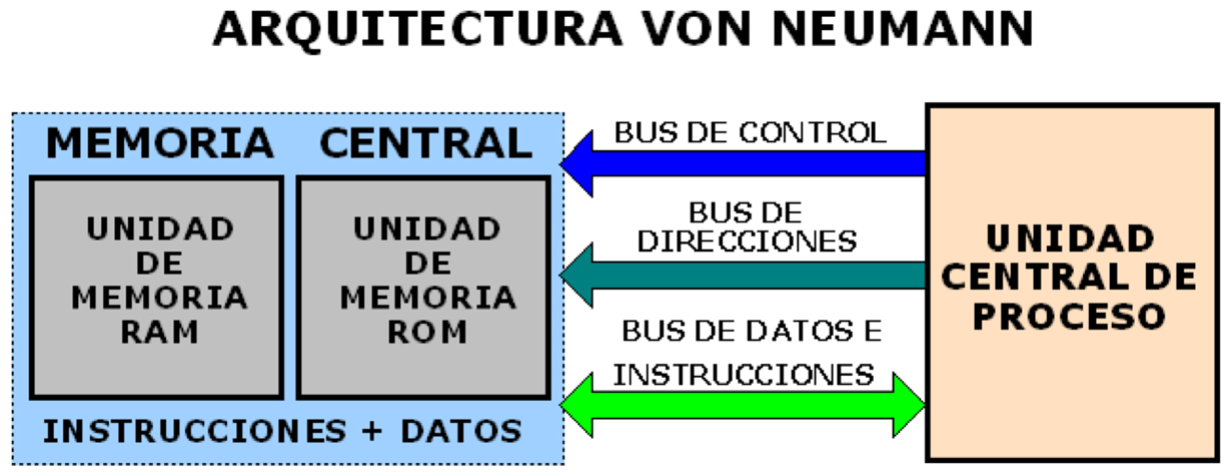 ARQUITECTURA VON NEUMANN
MEMORIA CENTRAL
UNIDAD
DE
MEMORIA
RAM
UNIDAD
DE
MEMORIA
ROM
INSTRUCCIONES + DATOS
BUS DE CONTROL
BUS DE
DIRECCIONES
BUS DE DATOS E
INSTRUCCIONES
UNIDAD
CENTRAL DE
PROCESO